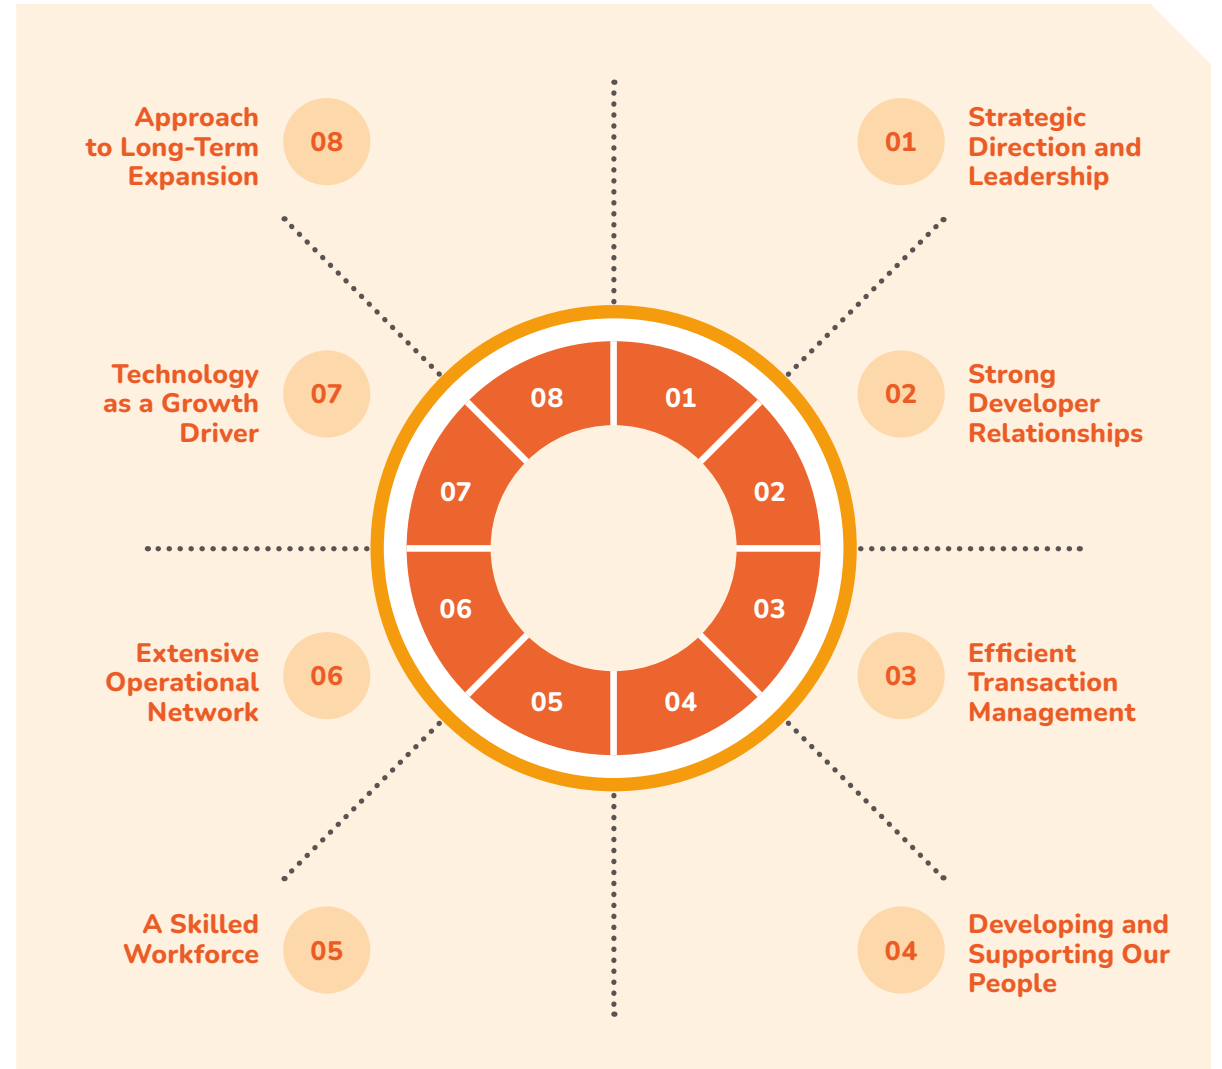 Approach
to Long-Term
Expansion
08
01
Strategic
Direction and
Leadership
Technology
as a Growth
Driver
07
02
Strong
Developer
Relationships
08
01
07
02
06
03
05
04
Extensive
Operational
Network
06
03
Efficient
Transaction
Management
A Skilled
Workforce
05
04
Developing and
Supporting Our
People